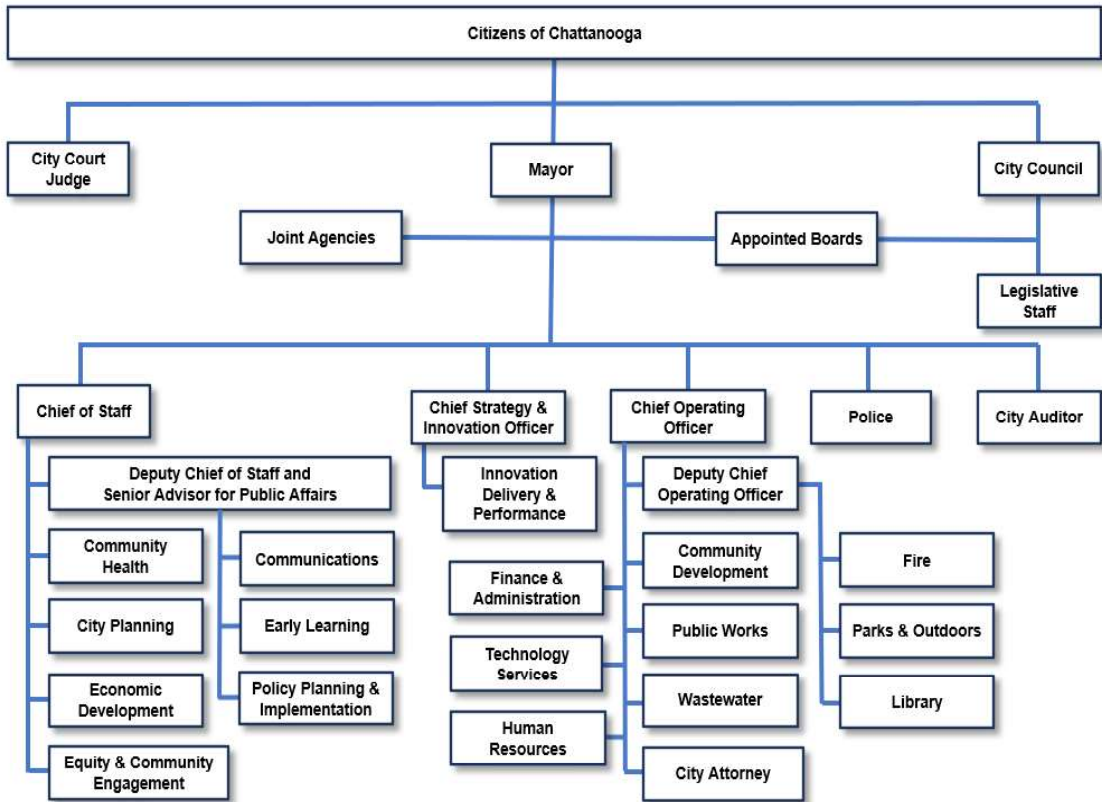 Citizens of Chattanooga
City Court
Judge
Mayor
City Council
Joint Agencies
Appointed Boards
Legislative
Staff
Chief of Staff
Chief Strategy &
Innovation Officer
Chief Operating
Officer
Police
City Auditor
Deputy Chief of Staff and
Senior Advisor for Public Affairs
Community
Health
City Planning
Economic
Development
Equity & Community
Engagement
Communications
Early Learning
Policy Planning &
Implementation
Innovation
Delivery &
Performance
Finance &
Administration
Technology
Services
Human
Resources
Deputy Chief
Operating Officer
Community
Development
Public Works
Wastewater
City Attorney
Fire
Parks & Outdoors
Library